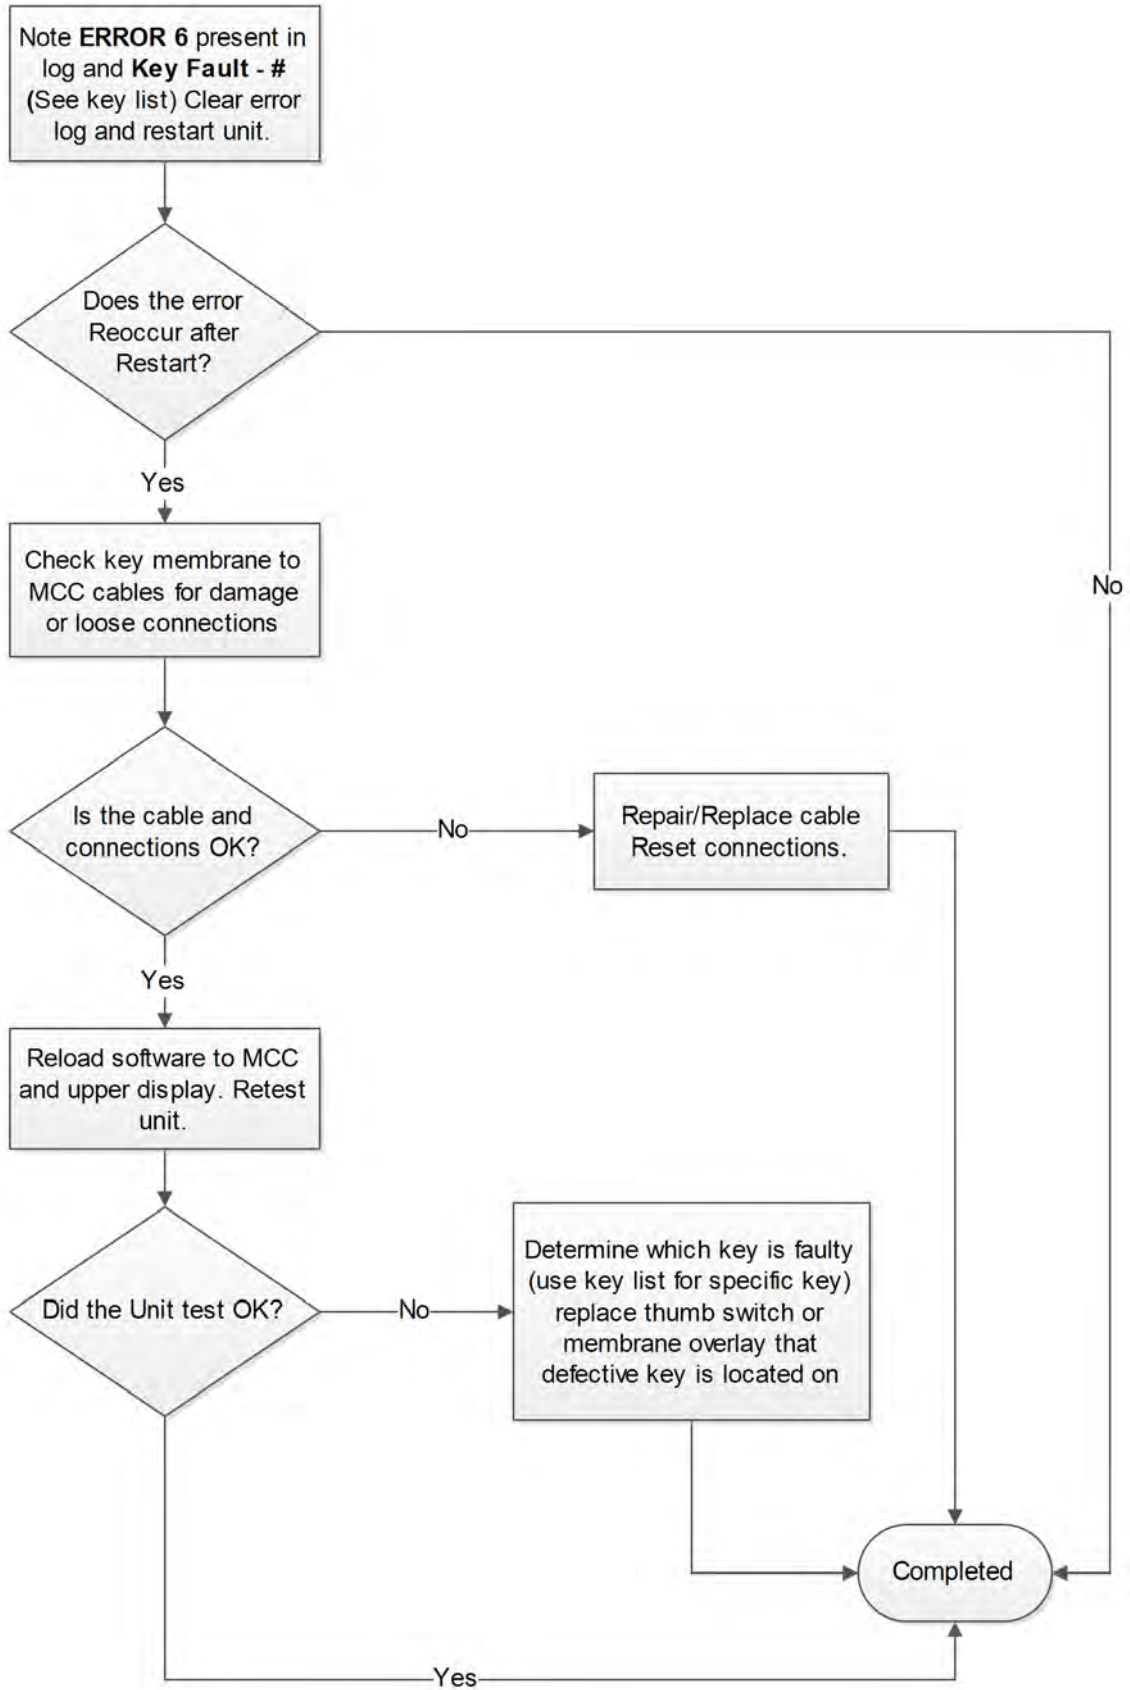 Note ERROR 6 present in
log and Key Fault - #
(See key list) Clear error
log and restart unit.
Does the error
Reoccur after
Restart?
Yes
No
Check key membrane to
MCC cables for damage
or loose connections
Is the cable and
connections OK?
No
Repair/Replace cable
Reset connections.
Yes
Reload software to MCC
and upper display. Retest
unit.
Did the Unit test OK?
No
Determine which key is faulty
(use key list for specific key)
replace thumb switch or
membrane overlay that
defective key is located on
Completed
Yes